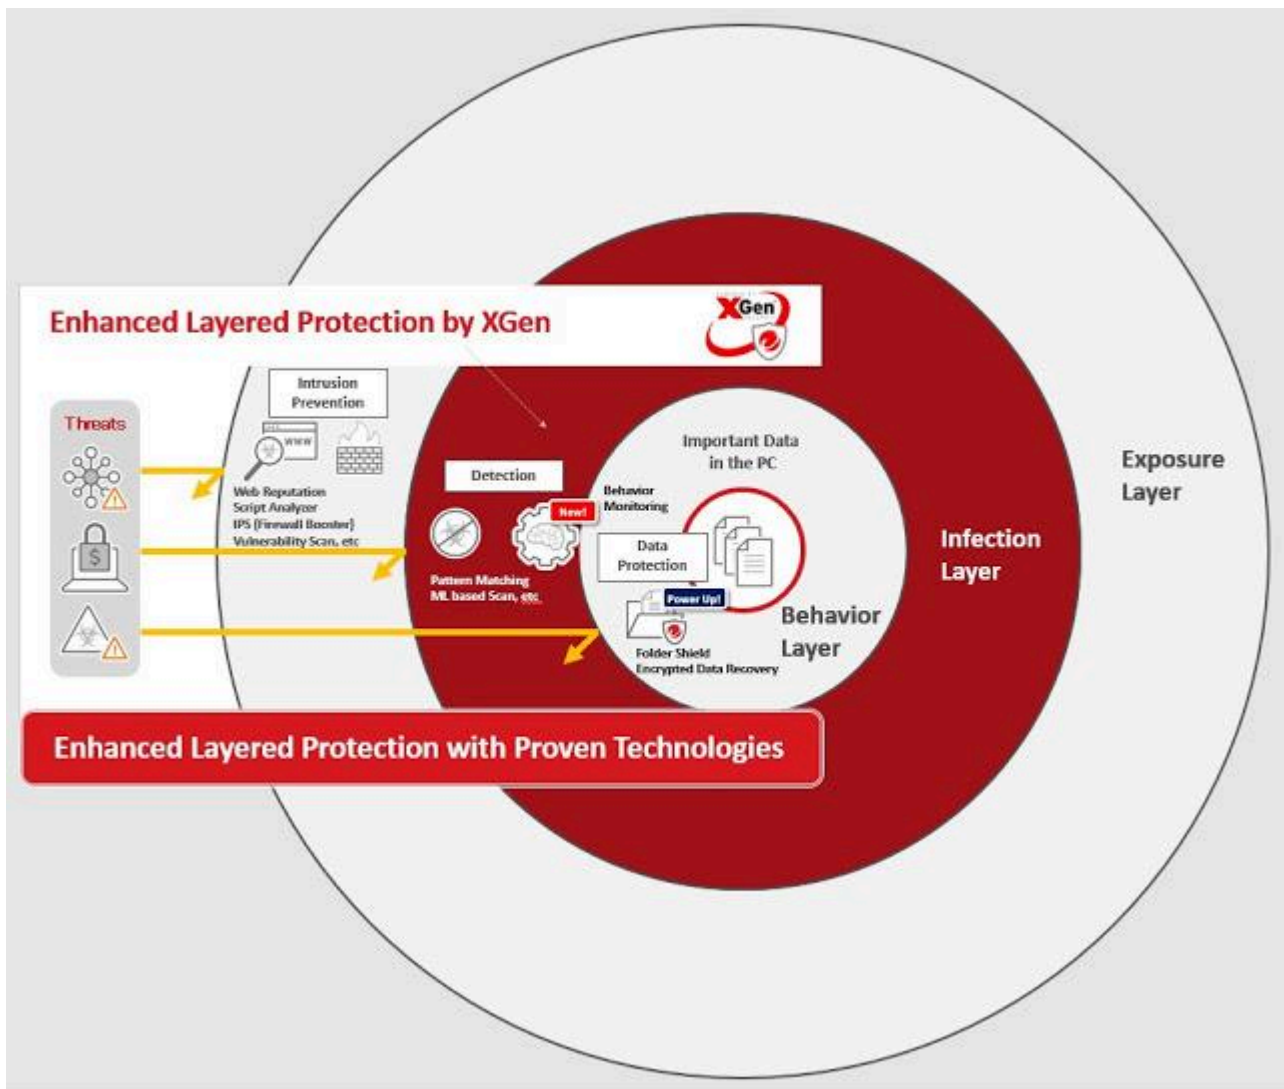 Enhanced Layered Protection by XGen
XGen
Threats
Intrusion
Prevention
www
Web Reputation
Script Analyzer
IPS (Firewall Booster)
Vulnerability Scan, etc
$
Detection
New!
Pattern Matching
ML based Scan, etc
Important Data
in the PC
Behavior
Monitoring
Data
Protection
Power Up!
Folder Shield
Encrypted Data Recovery
Behavior
Layer
Infection
Layer
Exposure
Layer
Enhanced Layered Protection with Proven Technologies